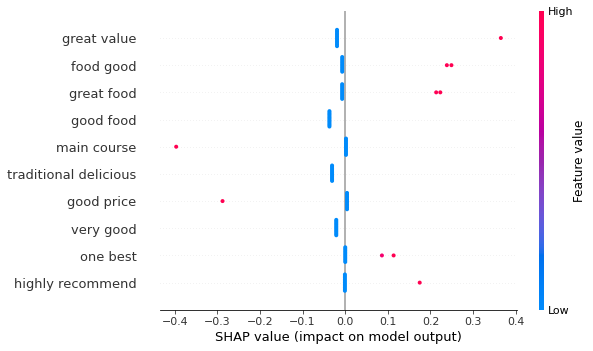 High
great value
food good
great food
good food
main course
traditional delicious
good price
very good
one best
highly recommend
Low
−0.4 −0.3 −0.2 −0.1 0.0 0.1 0.2 0.3 0.4
SHAP value (impact on model output)
Feature value